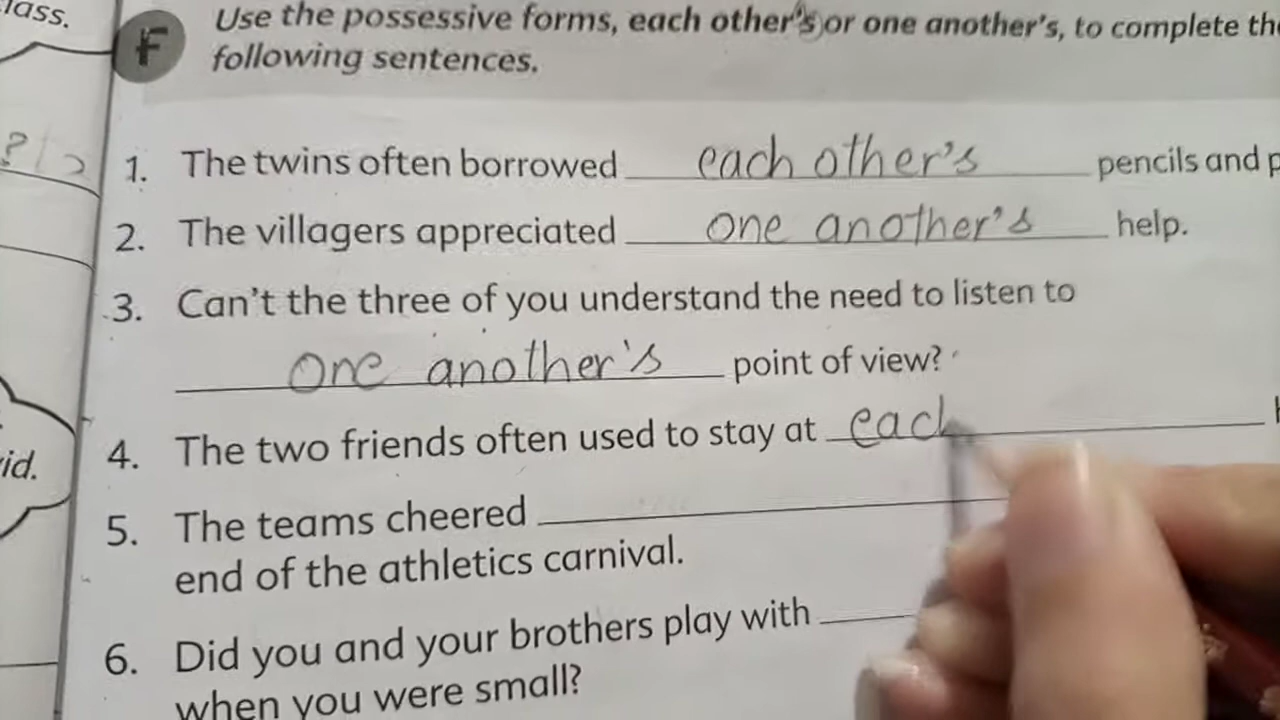 lass.
F
Use the possessive forms, each other's or one another's, to complete the
following sentences.
?
1. The twins often borrowed each other's pencils and p
2. The villagers appreciated one another's help.
3. Can't the three of you understand the need to listen to
one another's point of view?
4. The two friends often used to stay at each
id.
5. The teams cheered
end of the athletics carnival.
6. Did you and your brothers play with
when you were small?